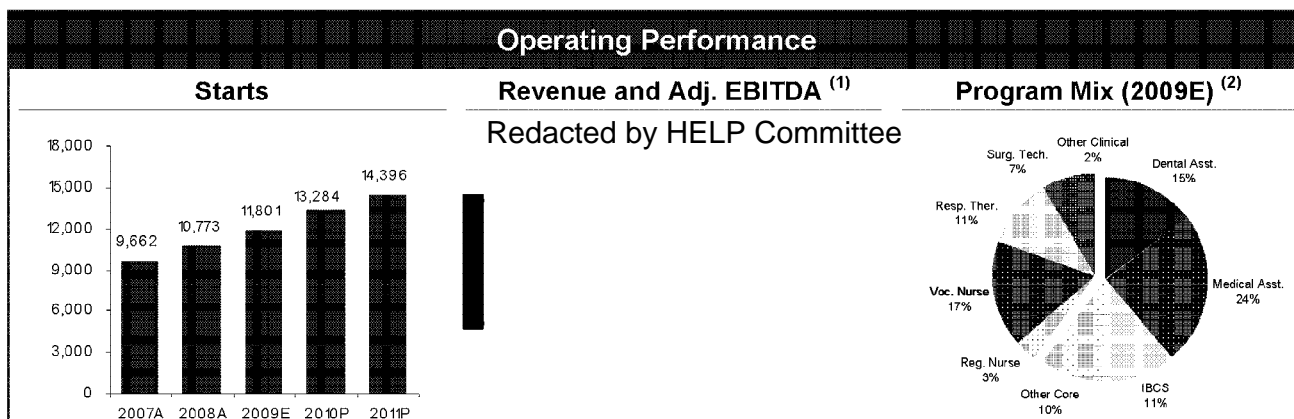 Operating Performance
Starts
18,000
15,000
12,000
9,000
6,000
3,000
0
9,662
10,773
11,801
13,284
14,396
2007A 2008A 2009E 2010P 2011P
Revenue and Adj. EBITDA (1)
Redacted by HELP Committee
Program Mix (2009E) (2)
Other Clinical
2%
Dental Asst.
15%
Medical Asst.
24%
IBCS
11%
Other Core
10%
Reg. Nurse
3%
Voc. Nurse
17%
Resp. Ther.
11%
Surg. Tech.
7%